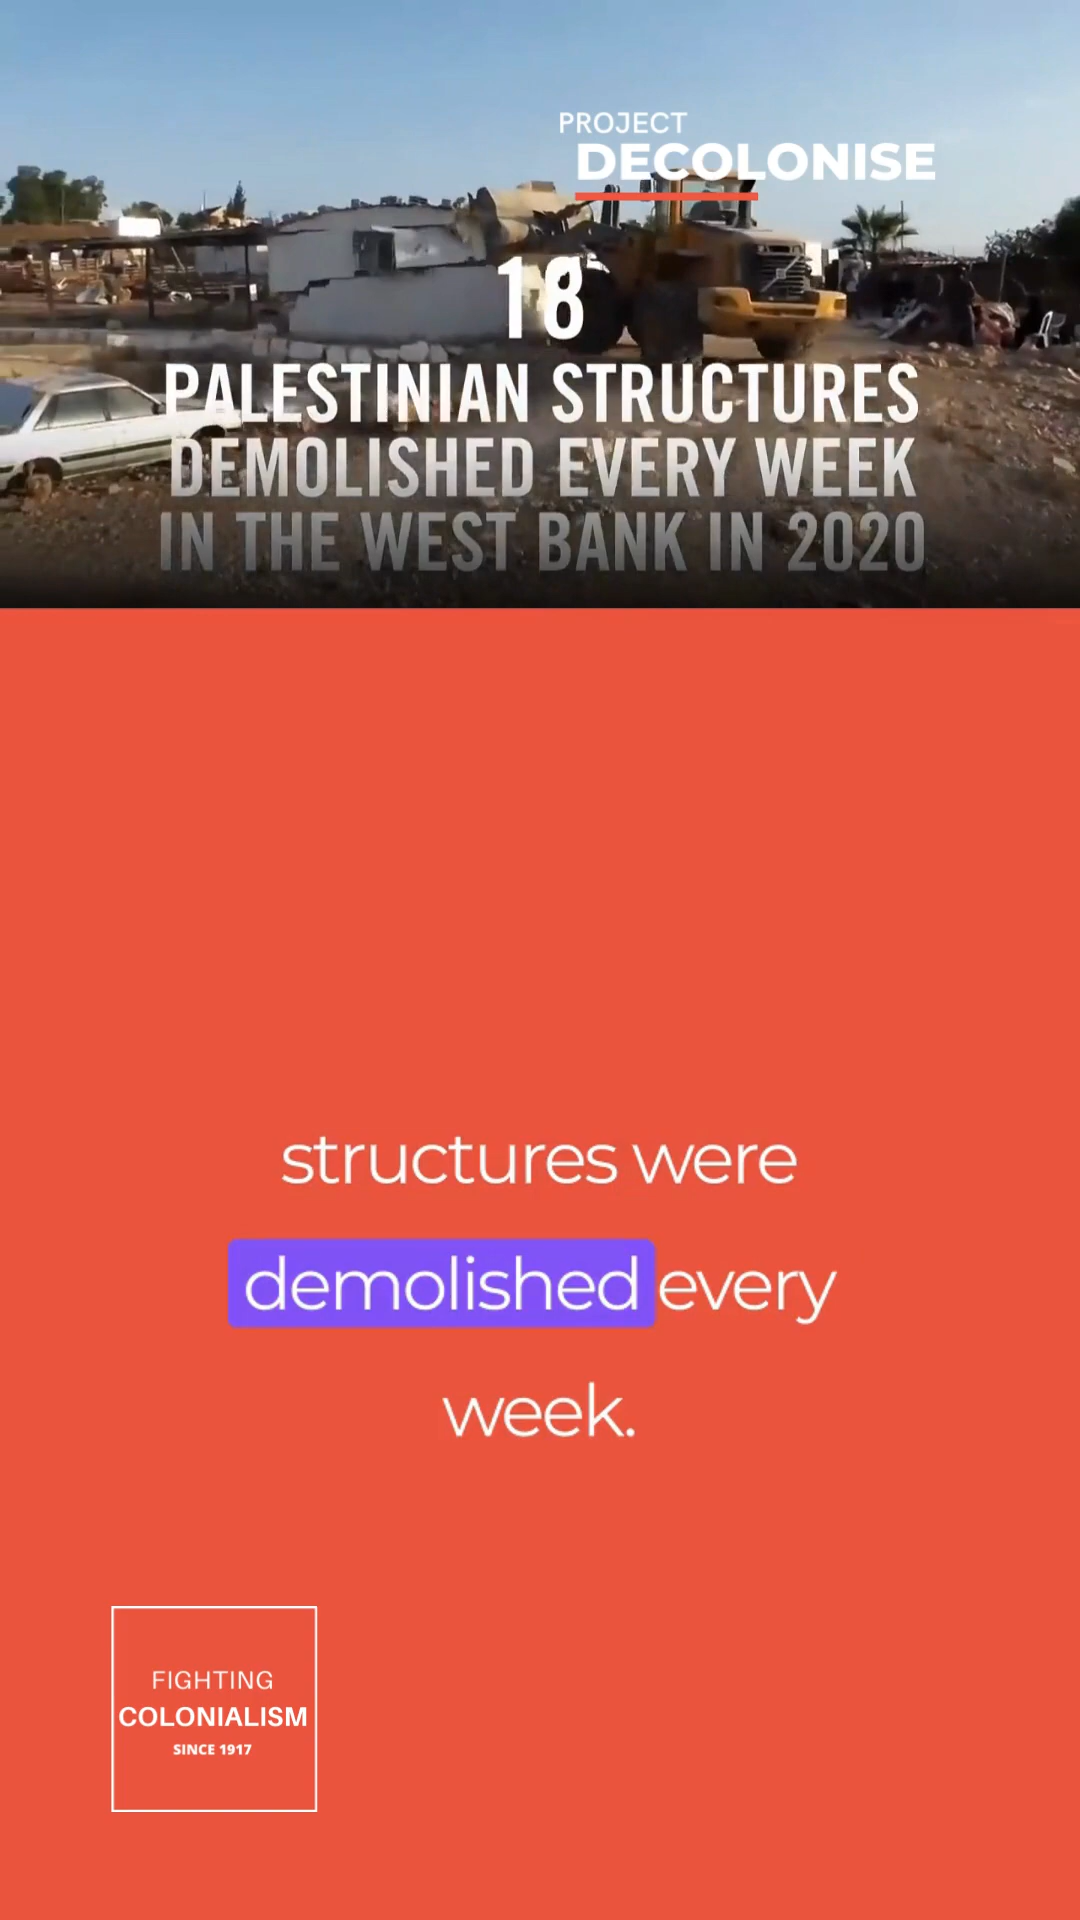 PROJECT
DECOLONISE
18
PALESTINIAN STRUCTURES
DEMOLISHED EVERY WEEK
IN THE WEST BANK IN 2020
structures were
demolished every
week.
FIGHTING
COLONIALISM
SINCE 1917